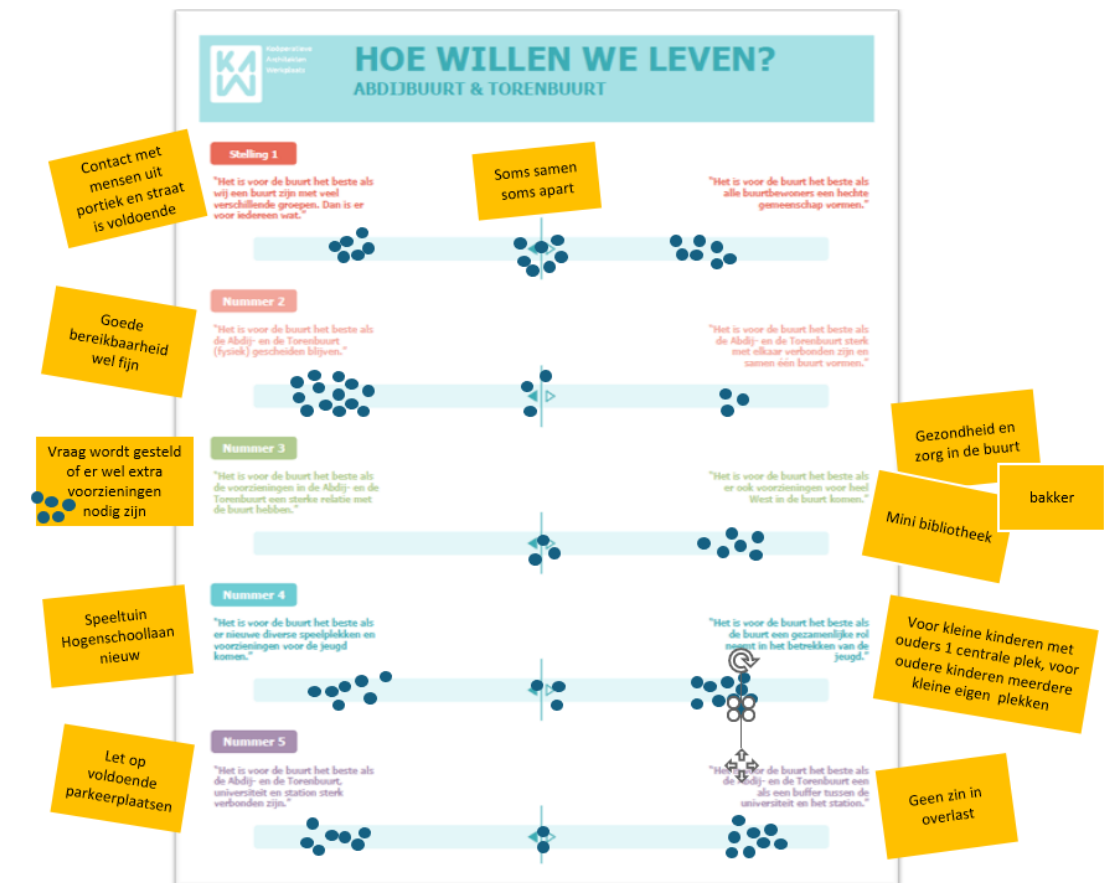 KAW
Kooperatieve
Architekten
Werkplaats
HOE WILLEN WE LEVEN?
ABDIJBUURT & TORENBUURT
Contact met
mensen uit
portiek en straat
is voldoende
Stelling 1
"Het is voor de buurt het beste als
wij een buurt zijn met veel
verschillende groepen. Dan is er
voor iedereen wat."
Soms samen
soms apart
"Het is voor de buurt het beste als
alle buurtbewoners een hechte
gemeenschap vormen."
Goede
bereikbaarheid
wel fijn
Nummer 2
"Het is voor de buurt het beste als
de Abdij- en de Torenbuurt
(fysiek) gescheiden blijven."
"Het is voor de buurt het beste als
de Abdij- en de Torenbuurt sterk
met elkaar verbonden zijn en
samen één buurt vormen."
Vraag wordt gesteld
of er wel extra
voorzieningen
nodig zijn
Nummer 3
"Het is voor de buurt het beste als
de voorzieningen in de Abdij- en de
Torenbuurt een sterke relatie met
de buurt hebben."
"Het is voor de buurt het beste als
er ook voorzieningen voor heel
West in de buurt komen."
Gezondheid en
zorg in de buurt
bakker
Mini bibliotheek
Speeltuin
Hogenschoollaan
nieuw
Nummer 4
"Het is voor de buurt het beste als
er nieuwe diverse speelplekken en
voorzieningen voor de jeugd
komen."
"Het is voor de buurt het beste als
de buurt een gezamenlijke rol
neemt in het betrekken van de
jeugd."
Voor kleine kinderen met
ouders 1 centrale plek, voor
oudere kinderen meerdere
kleine eigen plekken
Let op
voldoende
parkeerplaatsen
Nummer 5
"Het is voor de buurt het beste als
de Abdij- en de Torenbuurt,
universiteit en station sterk
verbonden zijn."
"Het is voor de buurt het beste als
de Abdij- en de Torenbuurt een
als een buffer tussen de
universiteit en het station."
Geen zin in
overlast